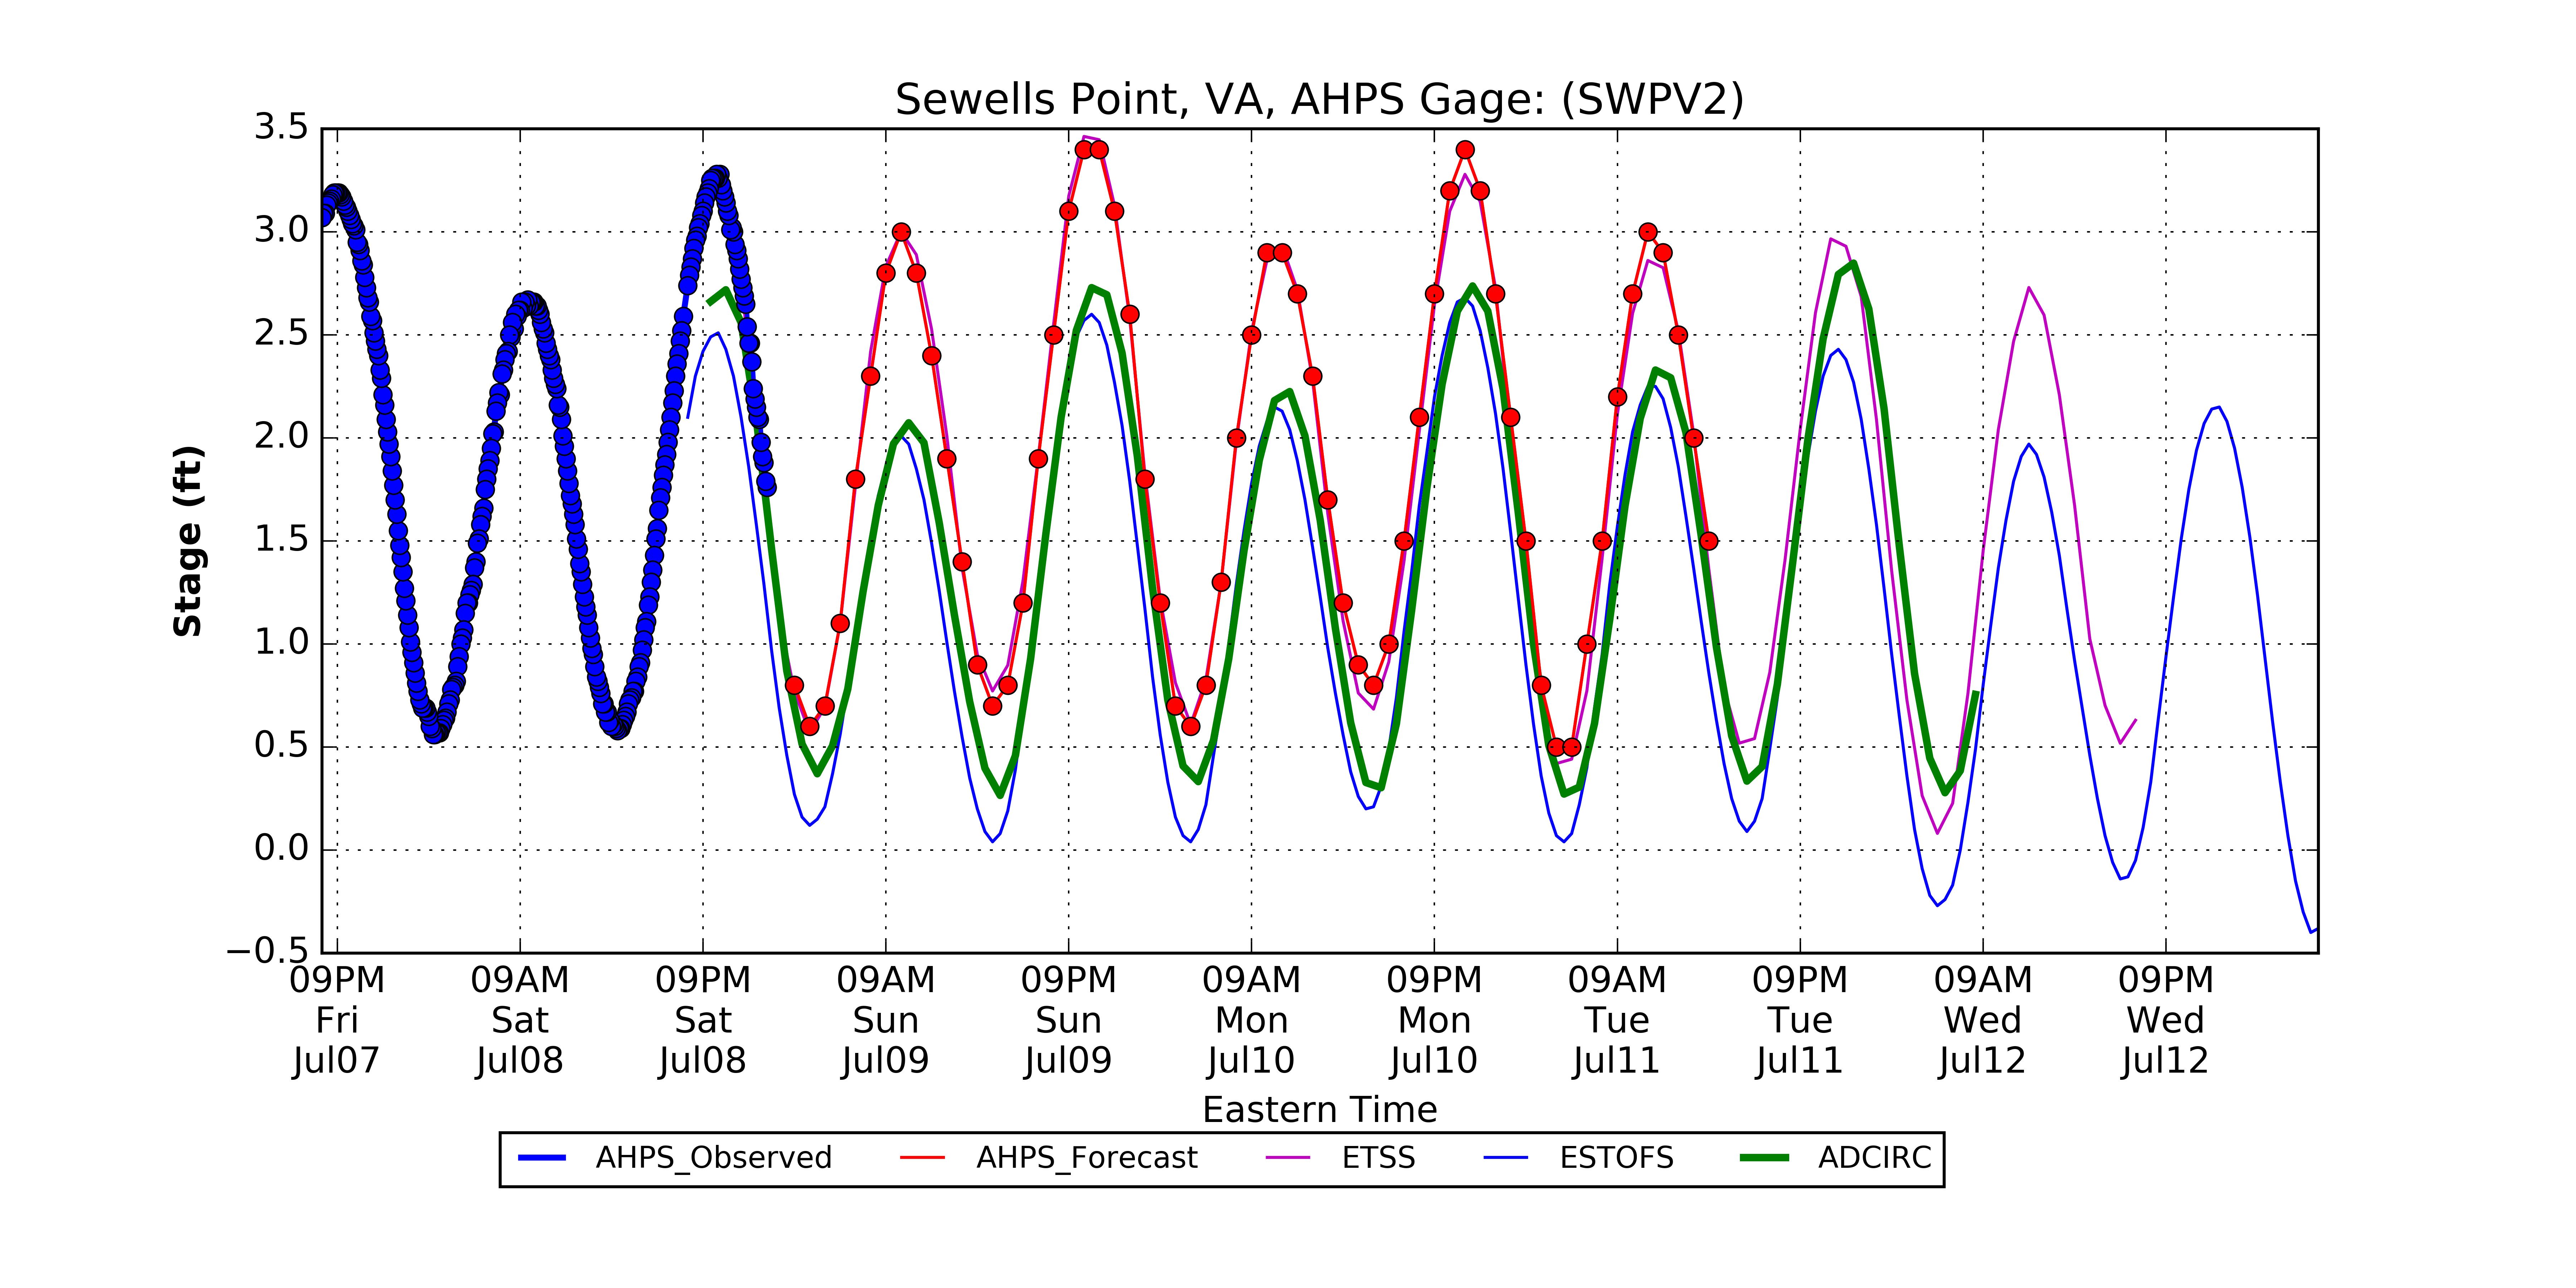 Sewells Point, VA, AHPS Gage: (SWPV2)
3.5
3.0
2.5
2.0
1.5
1.0
0.5
0.0
−0.5
Stage (ft)
09PM 09AM 09PM 09AM 09PM 09AM 09PM 09AM 09PM 09AM 09PM
Fri Sat Sat Sun Sun Mon Mon Tue Tue Wed Wed
Jul07 Jul08 Jul08 Jul09 Jul09 Jul10 Jul10 Jul11 Jul11 Jul12 Jul12
Eastern Time
AHPS_Observed AHPS_Forecast ETSS ESTOFS ADCIRC